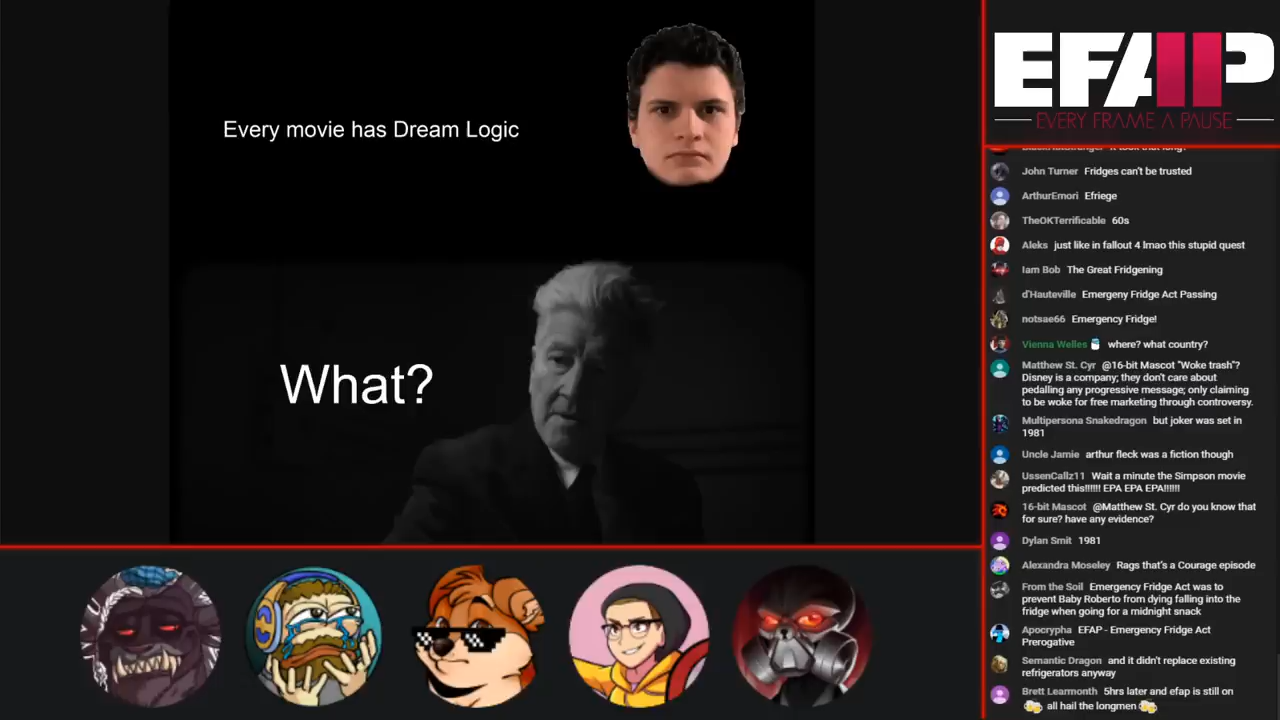 Every movie has Dream Logic
What?
EFAP
EVERY FRAME A PAUSE
John Turner Fridges can't be trusted
ArthurEmori Efriege
TheOKTerrificable 60s
Aleks just like in fallout 4 lmao this stupid quest
Iam Bob The Great Fridgening
d'Hauteville Emergeny Fridge Act Passing
notsae66 Emergency Fridge!
Vienna Welles where? what country?
Matthew St. Cyr @16-bit Mascot "Woke trash"?
Disney is a company; they don't care about
pedalling any progressive message; only claiming
to be woke for free marketing through controversy.
Multipersona Snakedragon but joker was set in
1981
Uncle Jamie arthur fleck was a fiction though
UssenCallz11 Wait a minute the Simpson movie
predicted this!!!!!! EPA EPA EPA!!!!!!
16-bit Mascot @Matthew St. Cyr do you know that
for sure? have any evidence?
Dylan Smit 1981
Alexandra Moseley Rags that's a Courage episode
From the Soil Emergency Fridge Act was to
prevent Baby Roberto from dying falling into the
fridge when going for a midnight snack
Apocrypha EFAP - Emergency Fridge Act
Prerogative
Semantic Dragon and it didn't replace existing
refrigerators anyway
Brett Learmonth 5hrs later and efap is still on
all hail the longmen